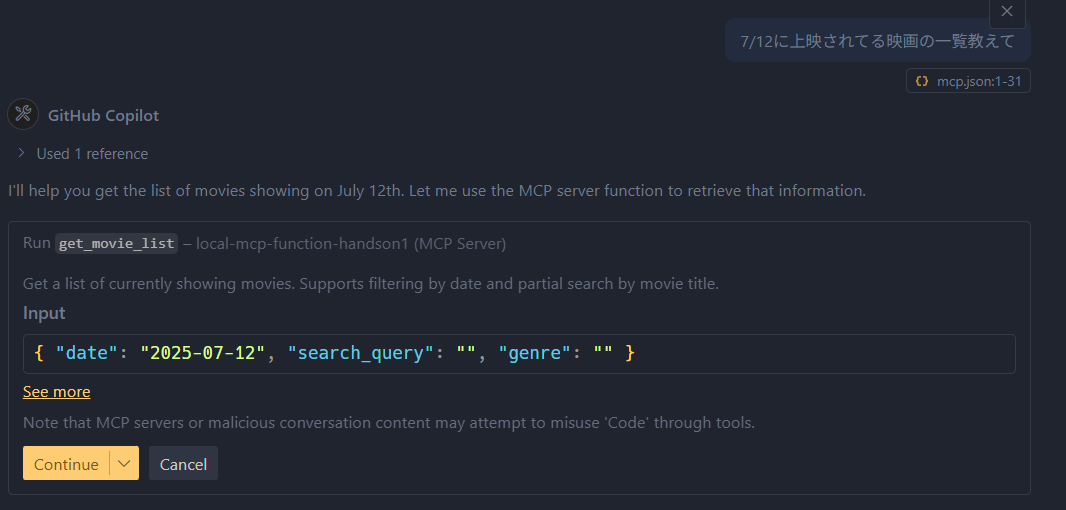 7/12に上映されてる映画の一覧教えて
{} mcp.json:1-31
GitHub Copilot
Used 1 reference
I'll help you get the list of movies showing on July 12th. Let me use the MCP server function to retrieve that information.
Run get_movie_list – local-mcp-function-handson1 (MCP Server)
Get a list of currently showing movies. Supports filtering by date and partial search by movie title.
Input
{ "date": "2025-07-12", "search_query": "", "genre": "" }
See more
Note that MCP servers or malicious conversation content may attempt to misuse 'Code' through tools.
Continue Cancel